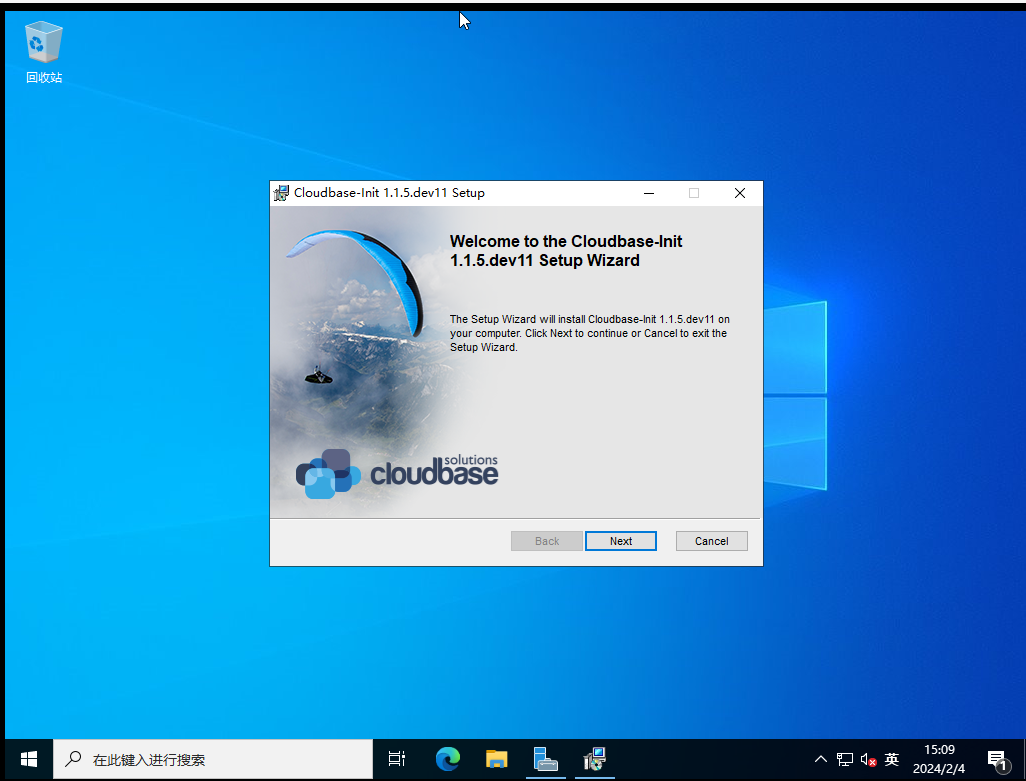 回收站
Cloudbase-Init 1.1.5.dev11 Setup
Welcome to the Cloudbase-Init
1.1.5.dev11 Setup Wizard
The Setup Wizard will install Cloudbase-Init 1.1.5.dev11 on
your computer. Click Next to continue or Cancel to exit the
Setup Wizard.
solutions
cloudbase
Back
Next
Cancel
在此键入进行搜索
英
15:09
2024/2/4
1